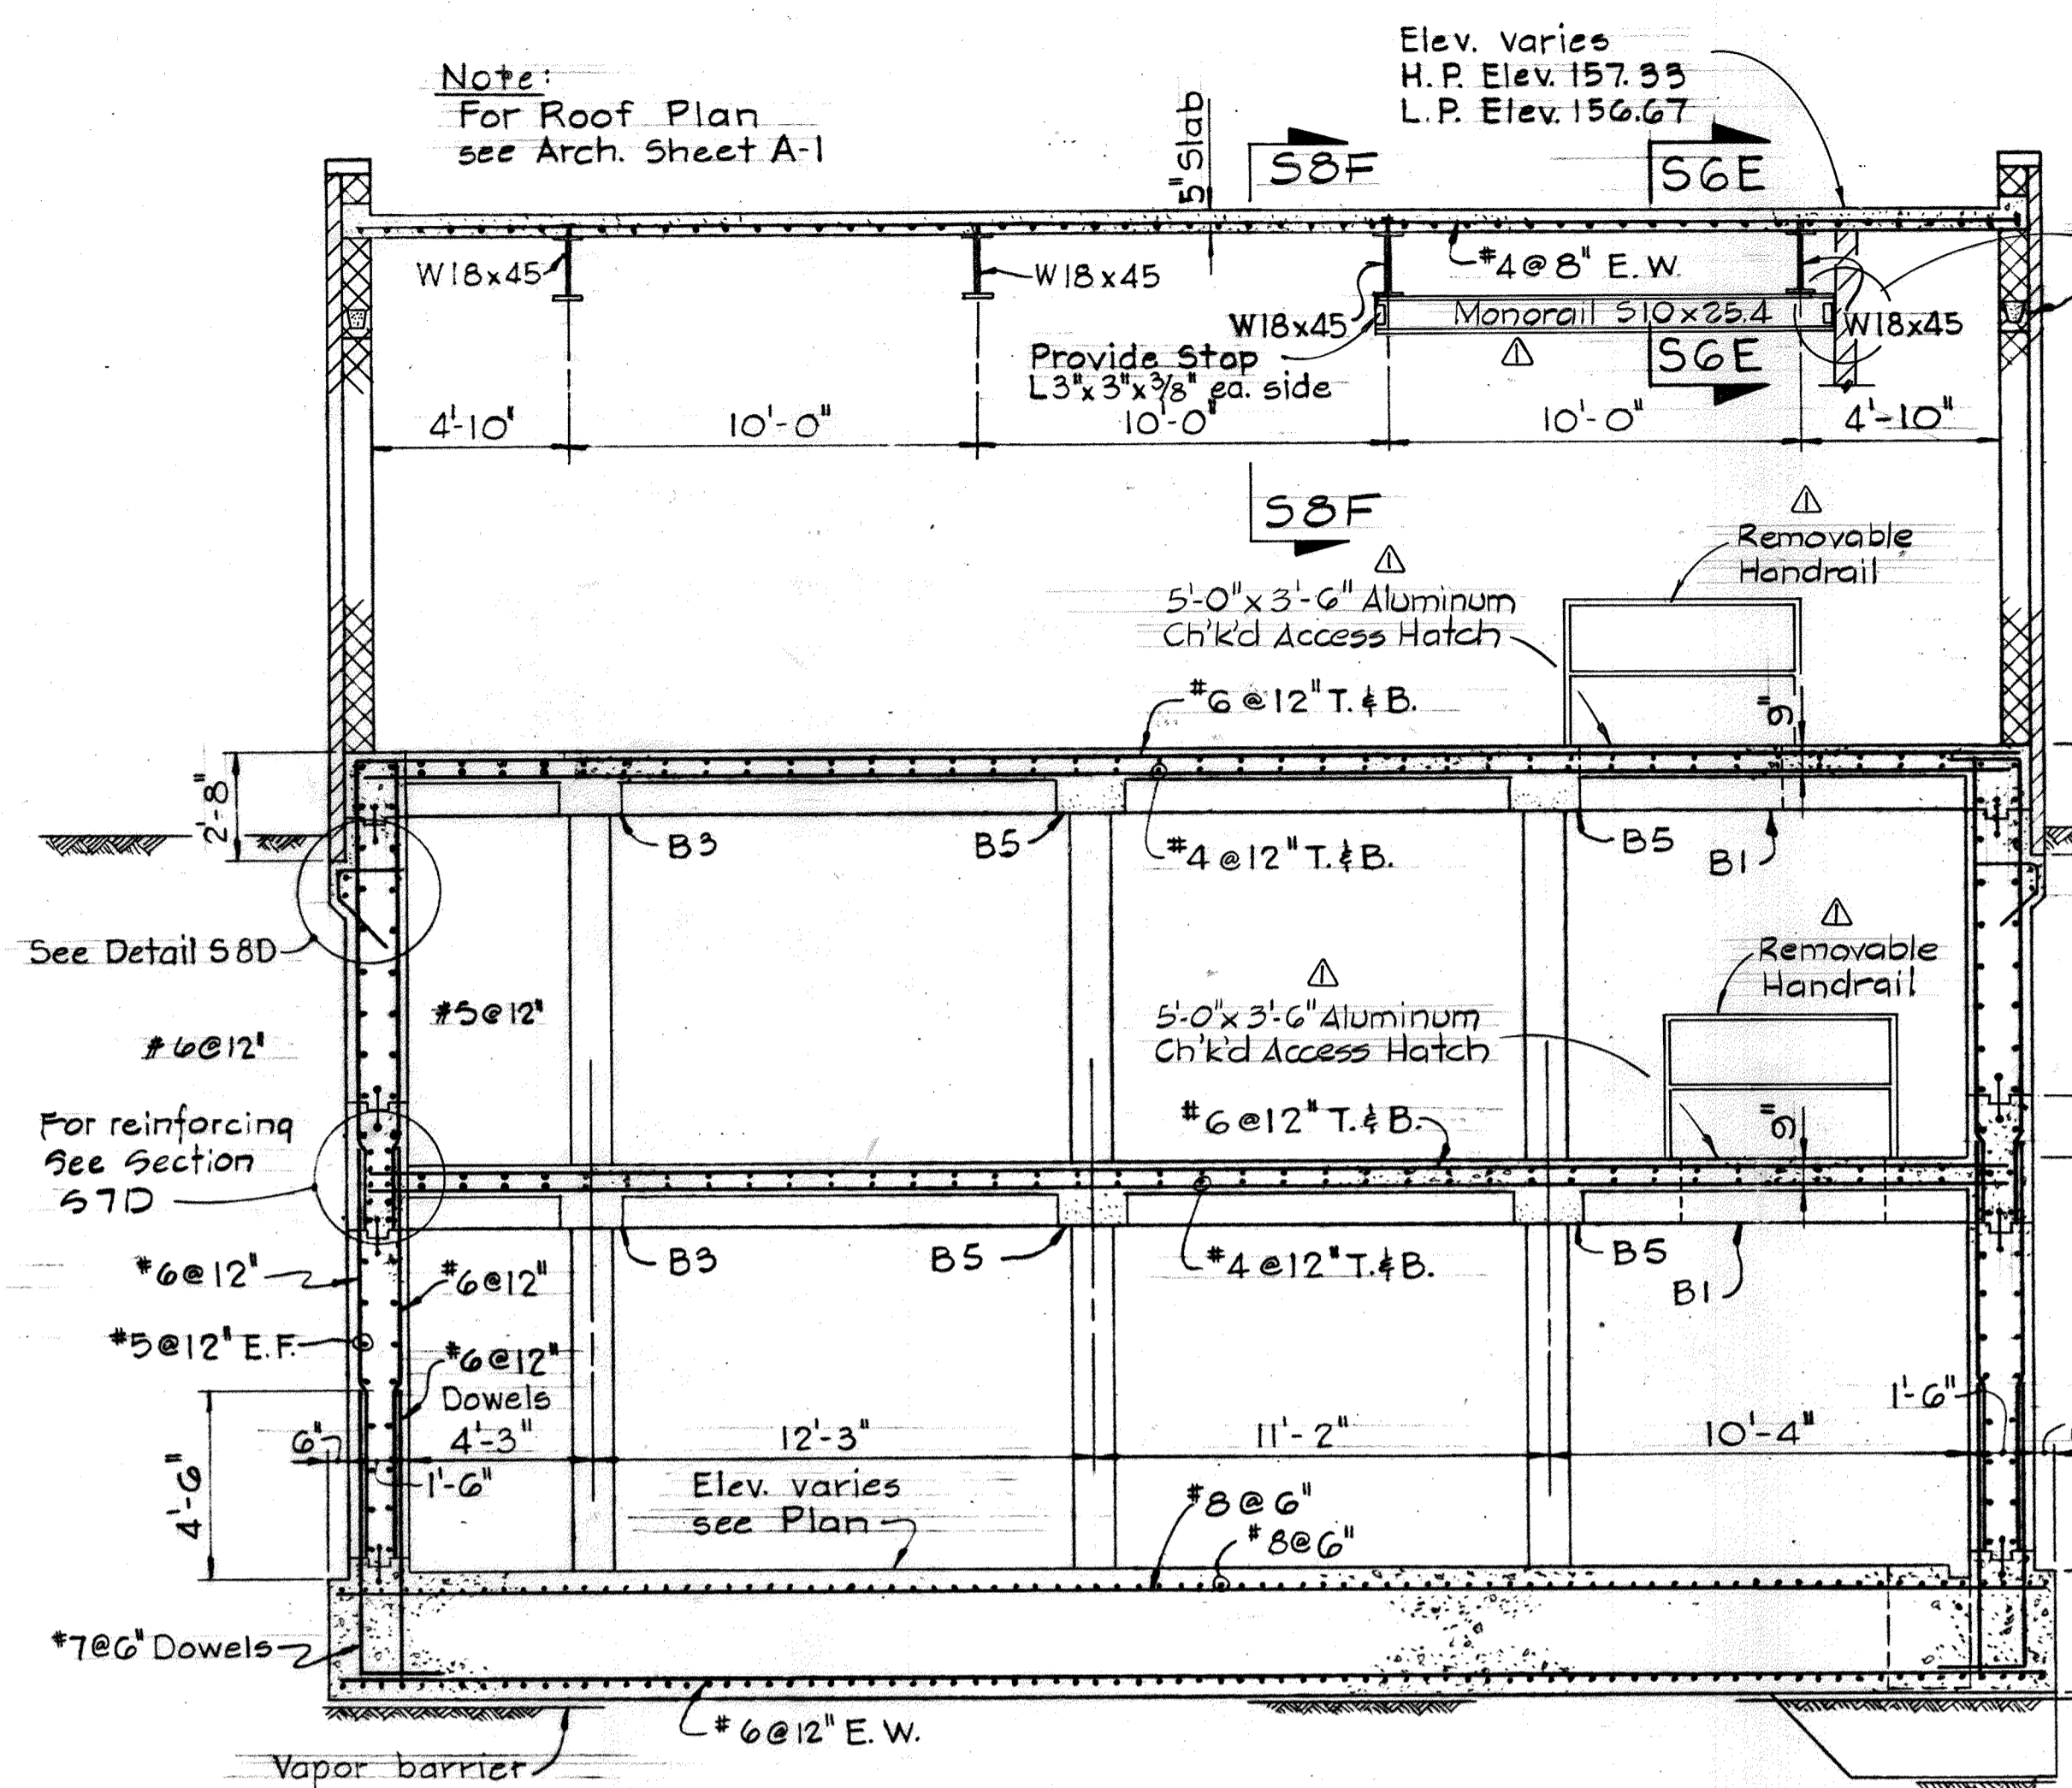 Note:
For Roof Plan
see Arch. Sheet A-1
Elev. varies
H.P. Elev. 157.33
L.P. Elev. 156.67
5" Slab
S8F
S6E
W18x45
W18x45
#4@8" E.W.
W18x45
Monorail S10x25.4
W18x45
Provide Stop
L3"x3"x3/8" ea. side
S6E
4'-10"
10'-0"
10'-0"
10'-0"
4'-10"
S8F
1
1
1
Removable
Handrail
5'-0"x3'-6" Aluminum
Ch'k'd Access Hatch
#6@12" T.&B.
9"
2'-8"
B3
B5
#4@12" T.&B.
B5
B1
See Detail S8D
1
Removable
Handrail
1
5'-0"x3'-6" Aluminum
Ch'k'd Access Hatch
#5@12"
#6@12"
#6@12" T.&B.
9"
For reinforcing
See Section
S7D
B3
B5
#4@12" T.&B.
B5
B1
#6@12"
#6@12"
#5@12" E.F.
#6@12"
Dowels
4'-6"
6"
4'-3"
12'-3"
11'-2"
10'-4"
1'-6"
1'-6"
Elev. varies
see Plan
#8@6"
#8@6"
#7@6" Dowels
#6@12" E.W.
Vapor barrier